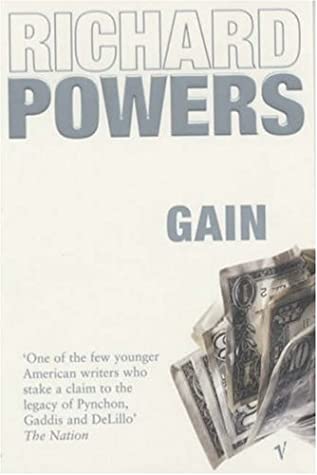 RICHARD
POWERS
GAIN
‘One of the few younger
American writers who
stake a claim to the
legacy of Pynchon,
Gaddis and DeLillo’
The Nation
V